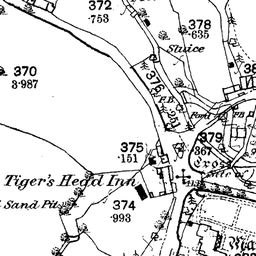 372
·753
378
·635
Sluice
370
3·987
376
F.B.
·251
F.B.
379
·367
375
·151
Cross
Tiger's Head Inn
Sand Pit
374
·993